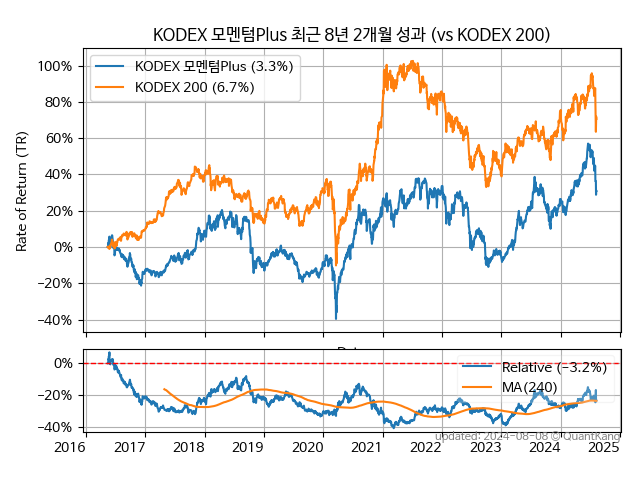 KODEX 모멘텀Plus 최근 8년 2개월 성과 (vs KODEX 200)
KODEX 모멘텀Plus (3.3%)
KODEX 200 (6.7%)
Rate of Return (TR)
100%
80%
60%
40%
20%
0%
−20%
−40%
Relative (−3.2%)
MA(240)
0%
−20%
−40%
2016 2017 2018 2019 2020 2021 2022 2023 2024 2025
updated: 2024-08-08 © QuantKang